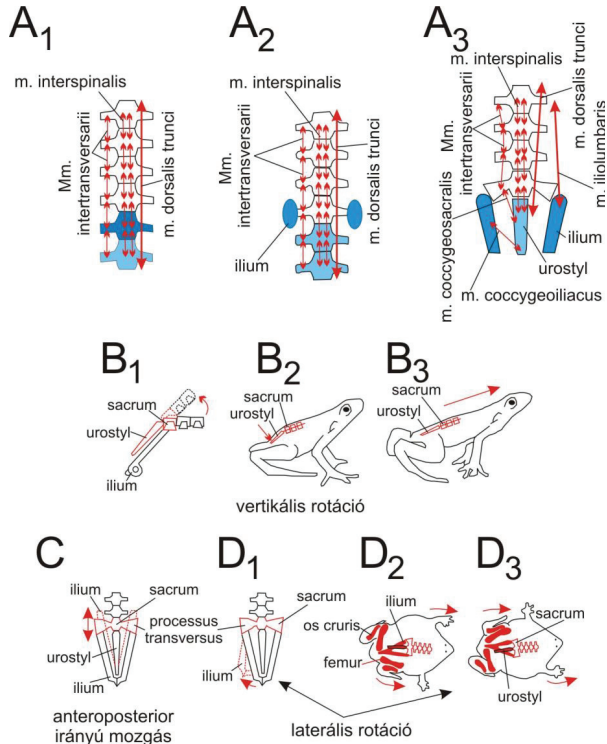 A1
A2
A3
m. interspinalis
Mm.
intertransversarii
m. dorsalis trunci
m. interspinalis
Mm.
intertransversarii
m. dorsalis trunci
ilium
m. interspinalis
Mm.
intertransversarii
m. dorsalis trunci
m. iliolumbaris
m. coccygeosacralis
ilium
urostyl
m. coccygeoiliacus
B1
B2
B3
sacrum
urostyl
ilium
sacrum
urostyl
sacrum
urostyl
vertikális rotáció
C
D1
D2
D3
ilium
sacrum
processus
transversus
urostyl
ilium
anteroposterior
irányú mozgás
sacrum
ilium
ilium
os cruris
femur
sacrum
urostyl
laterális rotáció